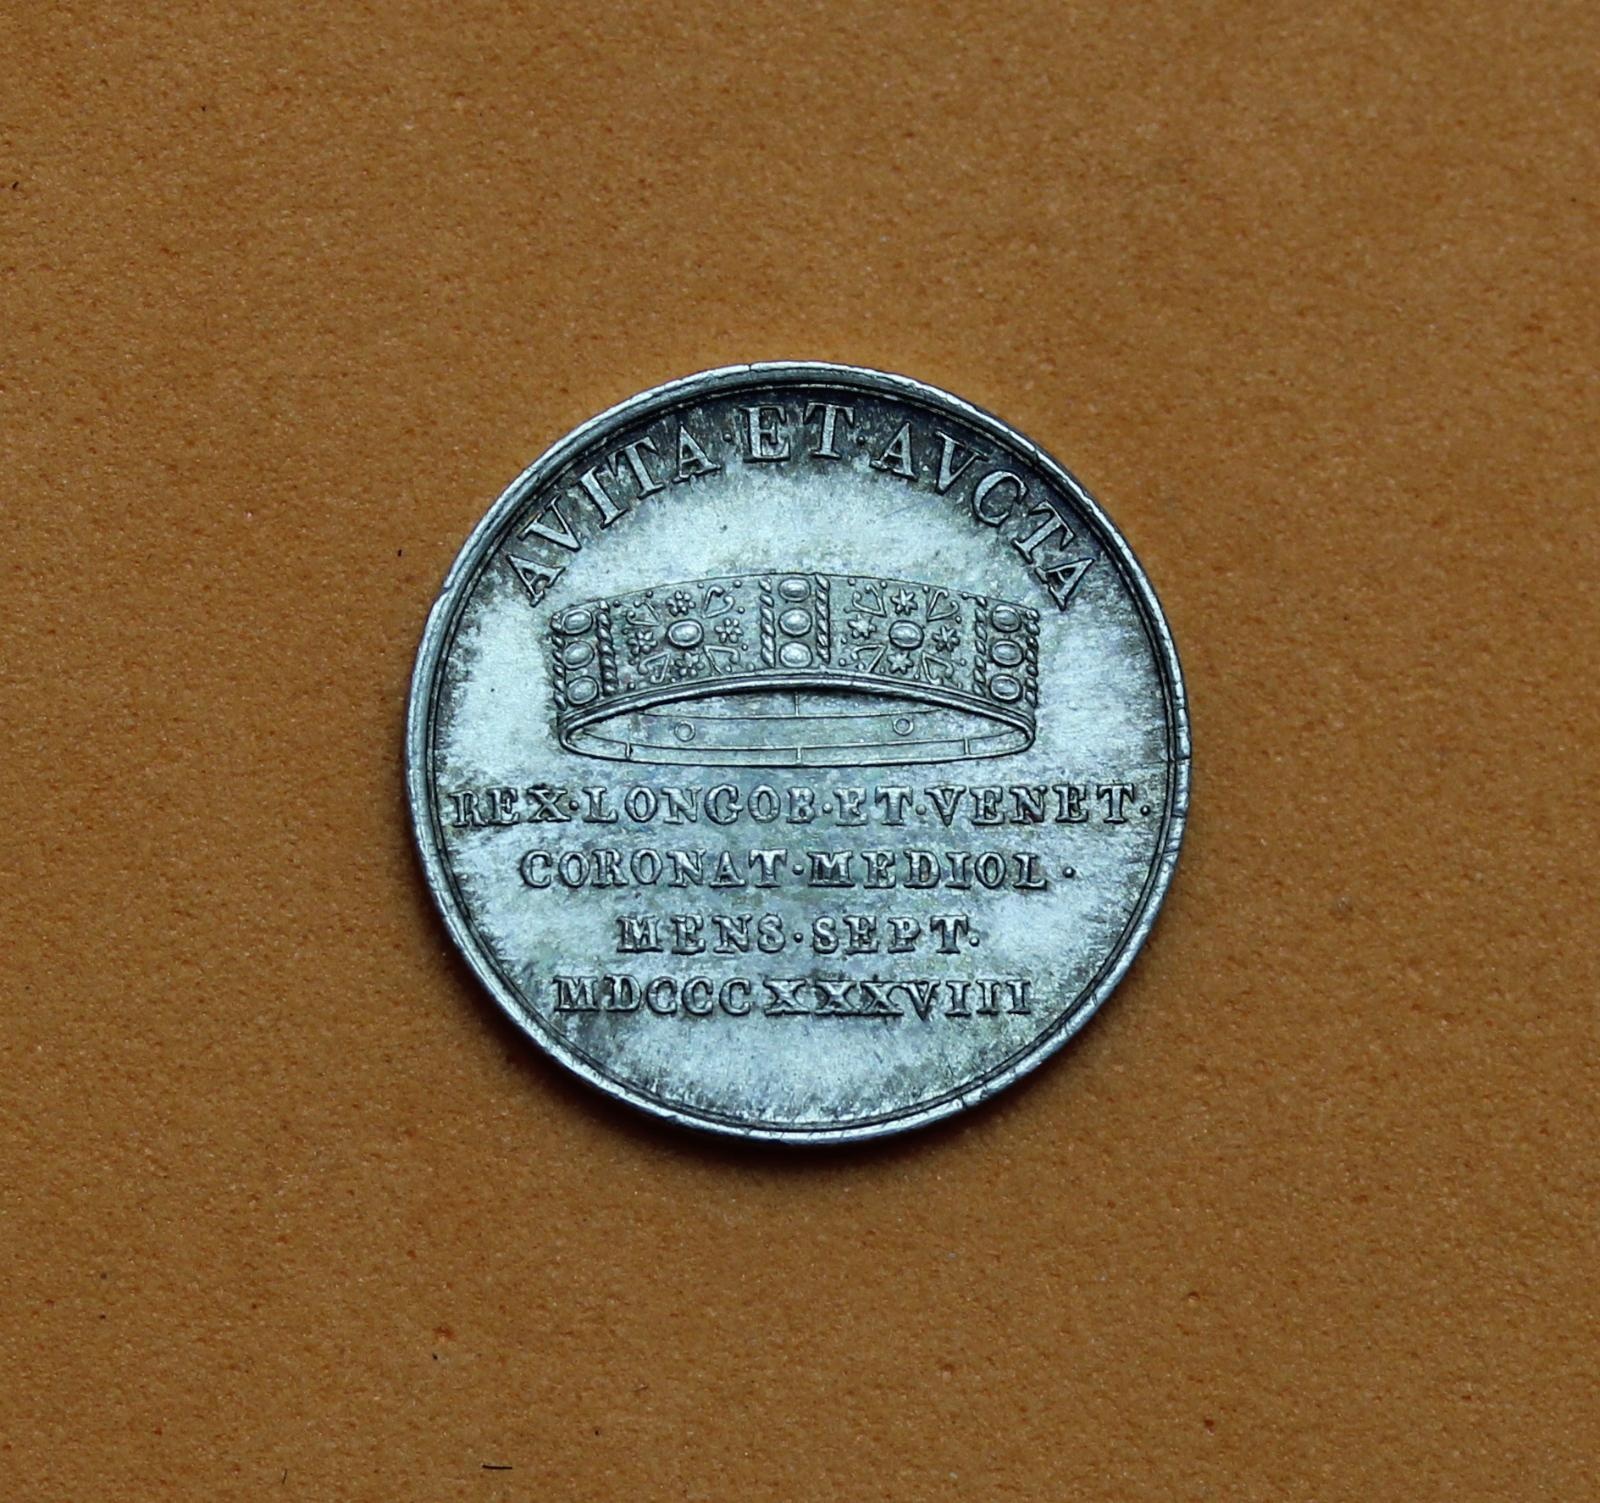 AVITA·ET·AVCTA
REX·LONGOB·ET·VENET·
CORONAT·MEDIOL·
MENS·SEPT·
MDCCCXXXVIII